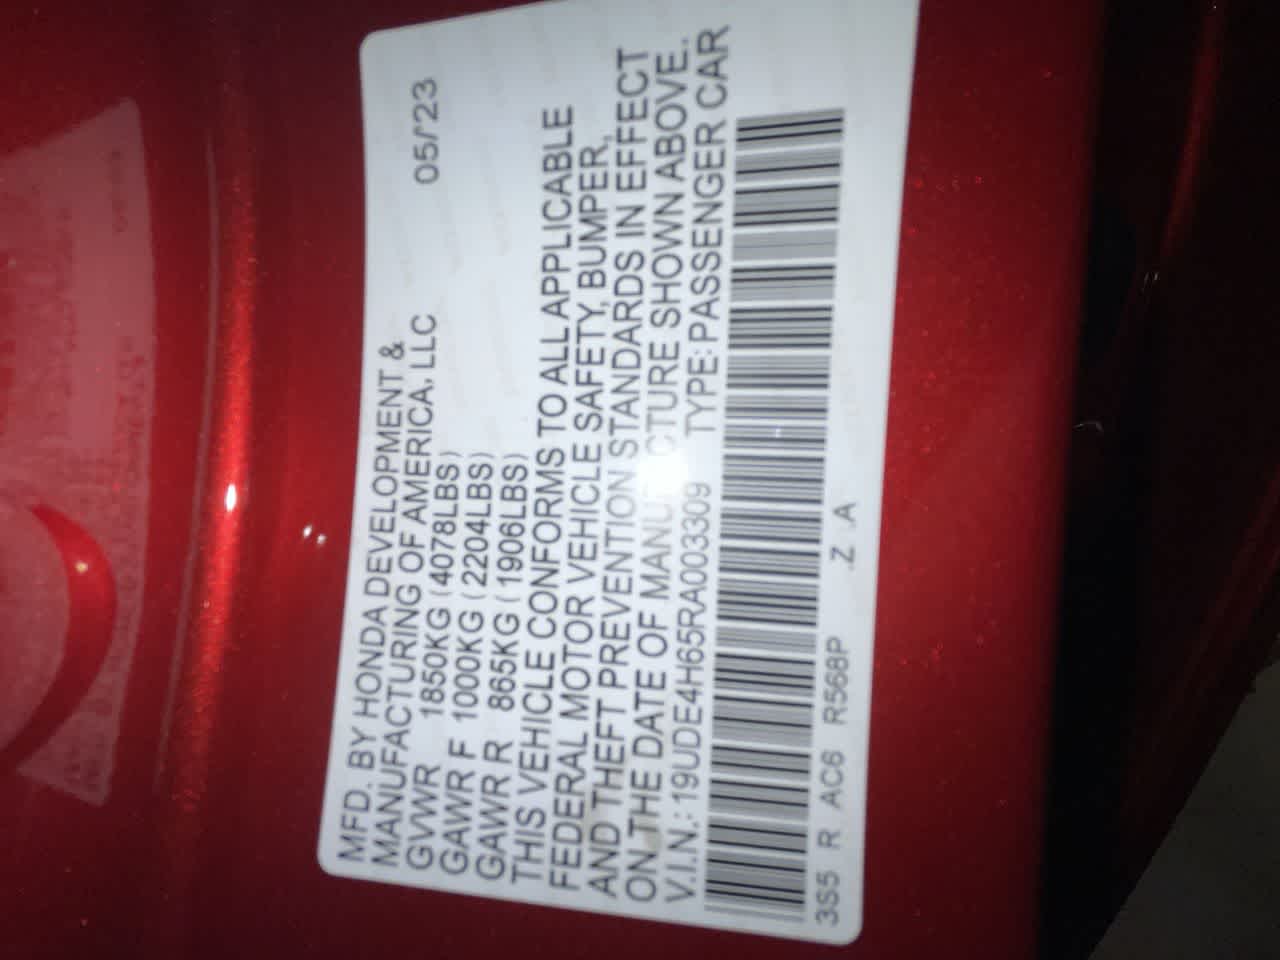 MFD. BY HONDA DEVELOPMENT &
MANUFACTURING OF AMERICA, LLC 05/'23
GVWR 1850KG (4078LBS)
GAWR F 1000KG (2204LBS)
GAWR R 865KG (1906LBS)
THIS VEHICLE CONFORMS TO ALL APPLICABLE
FEDERAL MOTOR VEHICLE SAFETY, BUMPER,
AND THEFT PREVENTION STANDARDS IN EFFECT
ON THE DATE OF MANUFACTURE SHOWN ABOVE.
V.I.N.: 19UDE4H65RA003309 TYPE: PASSENGER CAR
3S5 R AC6 R568P Z A